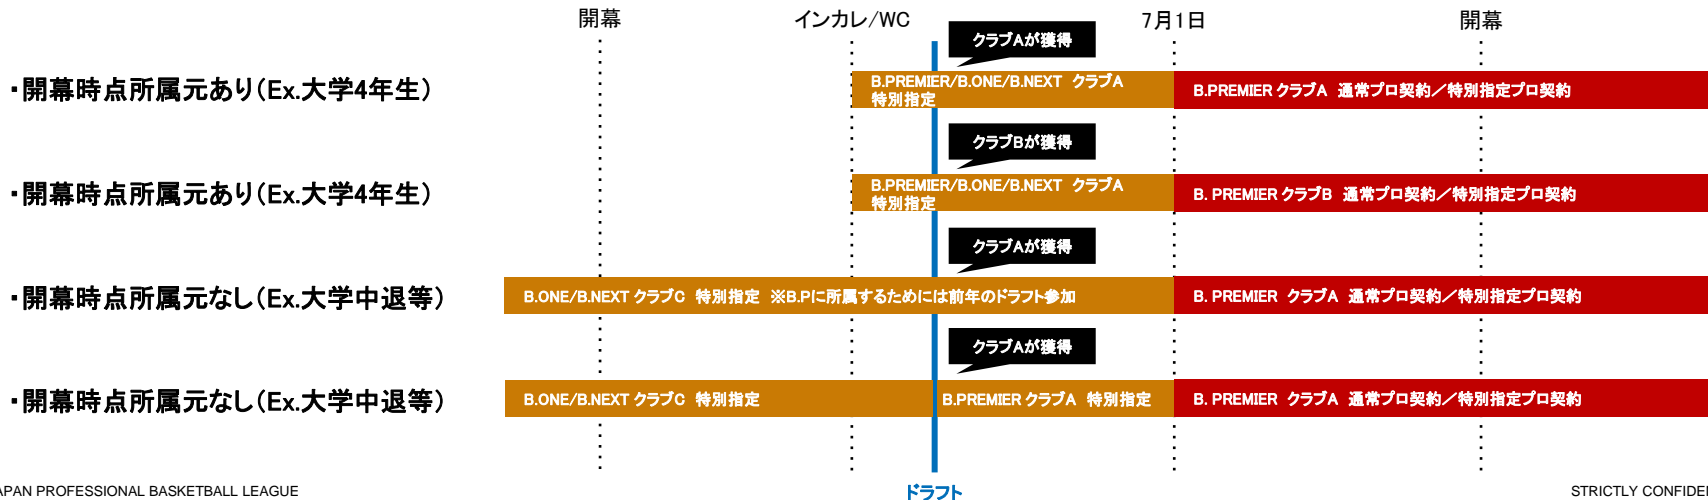 開幕
インカレ/WC
7月1日
開幕
クラブAが獲得
・開幕時点所属元あり(Ex.大学4年生)
B.PREMIER/B.ONE/B.NEXT クラブA
特別指定
B.PREMIER クラブA 通常プロ契約/特別指定プロ契約
クラブBが獲得
・開幕時点所属元あり(Ex.大学4年生)
B.PREMIER/B.ONE/B.NEXT クラブA
特別指定
B. PREMIER クラブB 通常プロ契約/特別指定プロ契約
クラブAが獲得
・開幕時点所属元なし(Ex.大学中退等)
B.ONE/B.NEXT クラブC 特別指定 ※B.Pに所属するためには前年のドラフト参加
B. PREMIER クラブA 通常プロ契約/特別指定プロ契約
クラブAが獲得
・開幕時点所属元なし(Ex.大学中退等)
B.ONE/B.NEXT クラブC 特別指定
B.PREMIER クラブA 特別指定
B. PREMIER クラブA 通常プロ契約/特別指定プロ契約
APAN PROFESSIONAL BASKETBALL LEAGUE
ドラフト
STRICTLY CONFIDEN